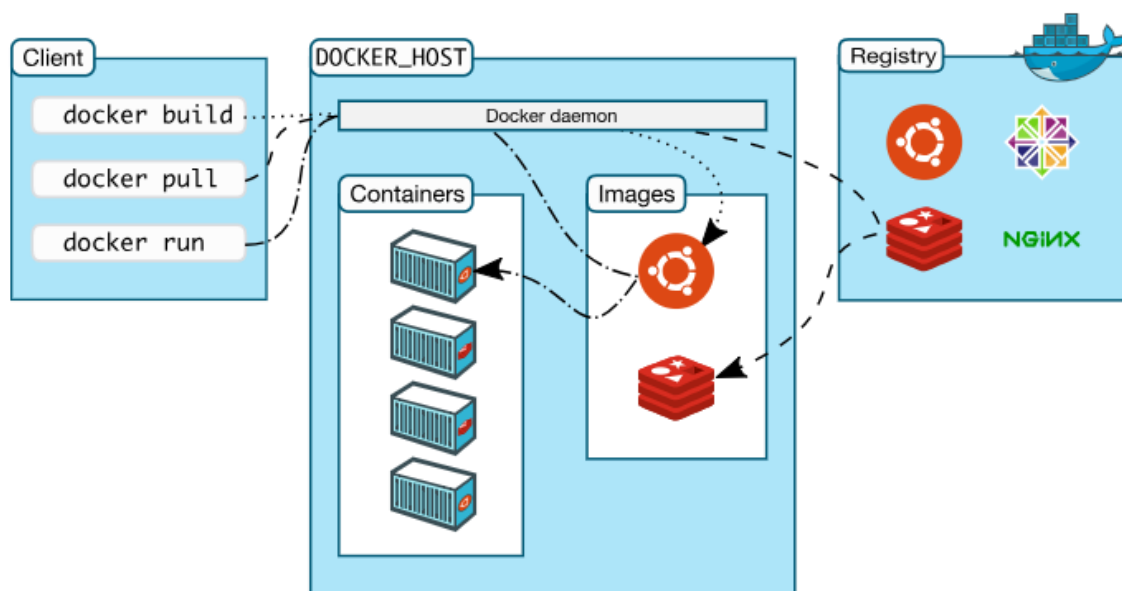 Client
docker build
docker pull
docker run
DOCKER_HOST
Docker daemon
Containers
Images
Registry
NGiNX